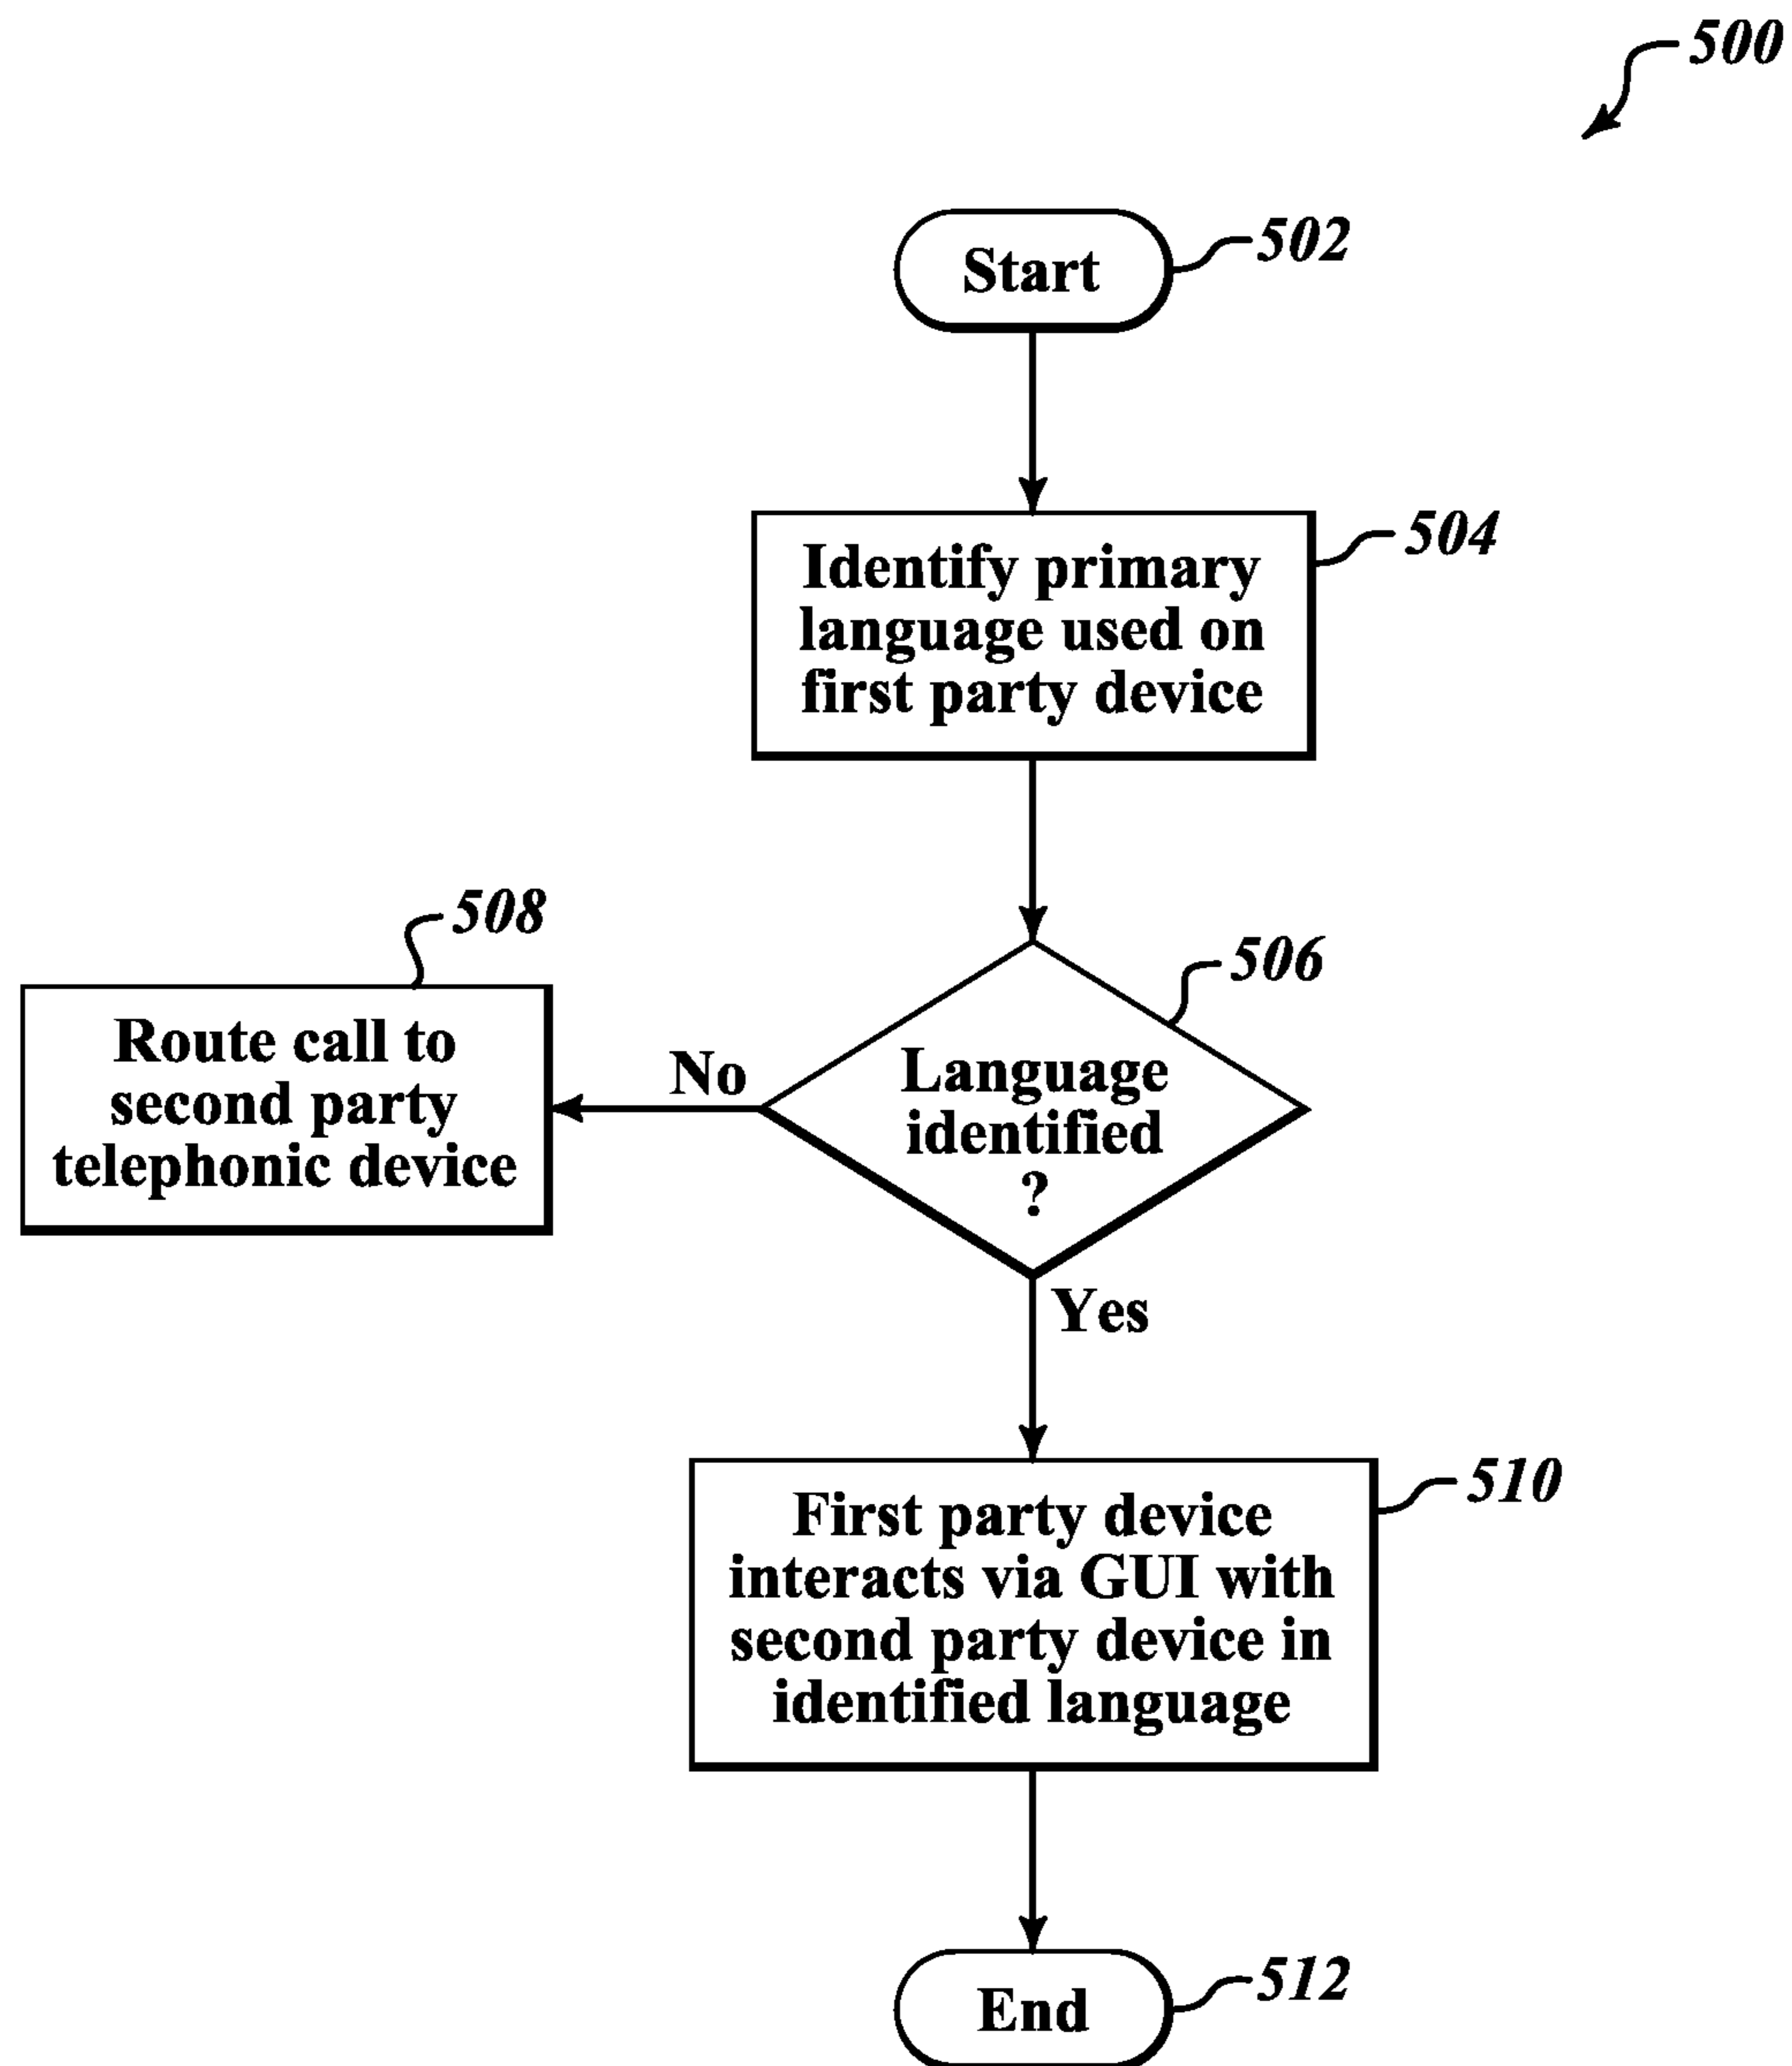 500
Start
502
Identify primary
language used on
first party device
504
508
Route call to
second party
telephonic device
No
506
Language
identified
?
Yes
First party device
interacts via GUI with
second party device in
identified language
510
End
512